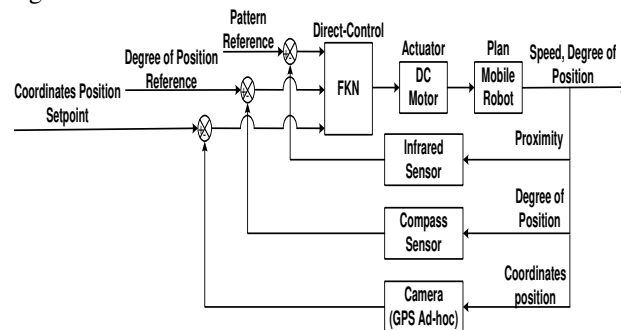 Pattern
Reference
Direct-Control
Degree of Position
Reference
Actuator
Plan
Speed, Degree of
Position
Coordinates Position
Setpoint
FKN
DC
Motor
Mobile
Robot
Infrared
Sensor
Proximity
Compass
Sensor
Degree of
Position
Camera
(GPS Ad-hoc)
Coordinates
position